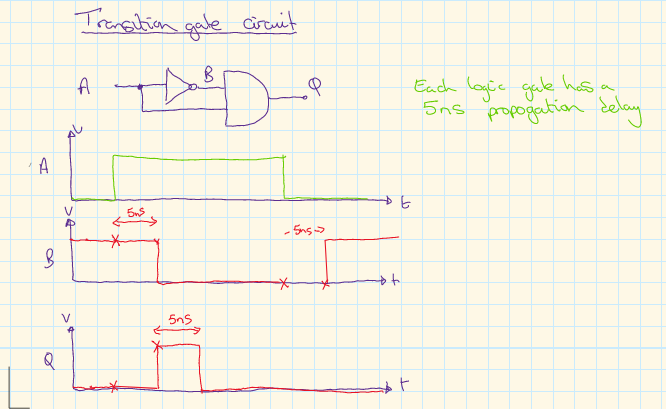 Transition gate circuit
A B Q
Each logic gate has a
5ns propogation delay
V
A
t
V 5ns -5ns
B
t
V 5ns
Q
t